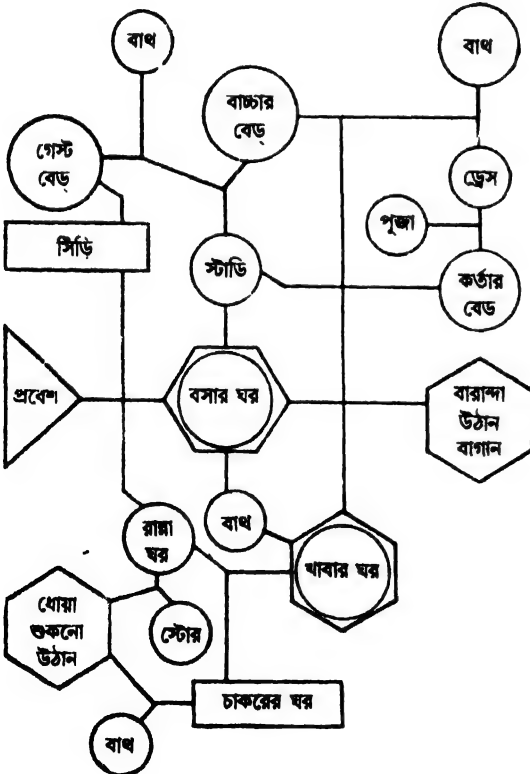 বাথ
বাথ
বাচ্চার
বেড্
গেস্ট
বেড্
ড্রেস
পূজা
সিঁড়ি
স্টাডি
কর্তার
বেড
প্রবেশ
বসার ঘর
বারান্দা
উঠান
বাগান
বাথ
রান্না
ঘর
খাবার ঘর
ধোয়া
শুকনো
উঠান
স্টোর
চাকরের ঘর
বাথ